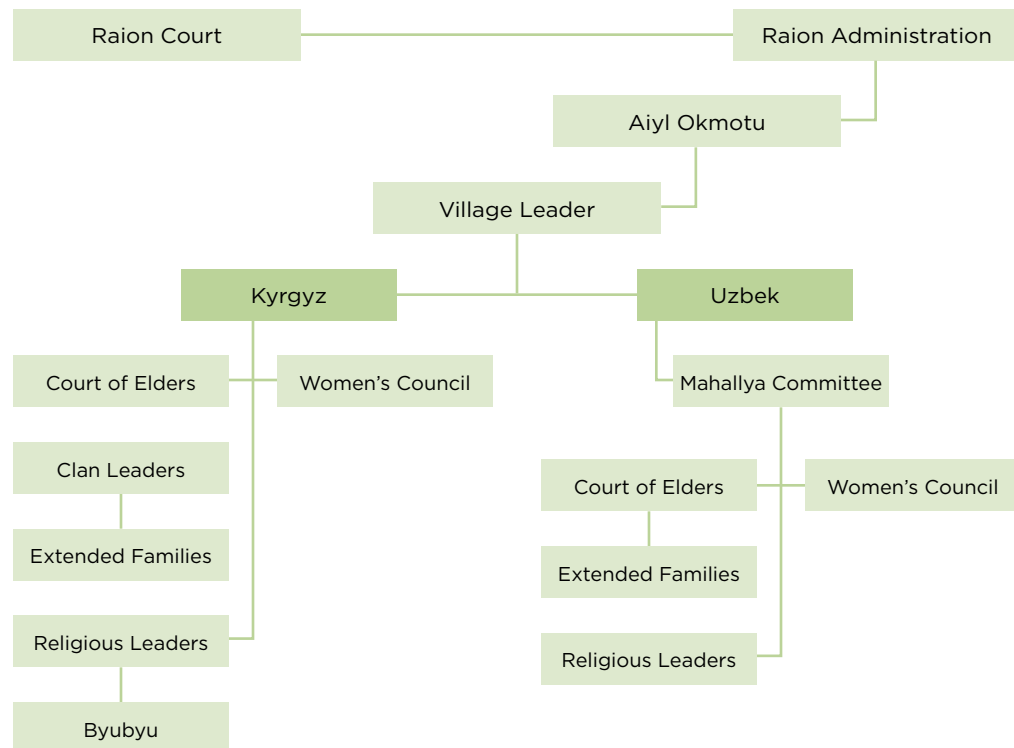 Raion Court
Raion Administration
Aiyl Okmotu
Village Leader
Kyrgyz
Uzbek
Court of Elders
Women's Council
Mahallya Committee
Clan Leaders
Court of Elders
Women's Council
Extended Families
Extended Families
Religious Leaders
Religious Leaders
Byubyu